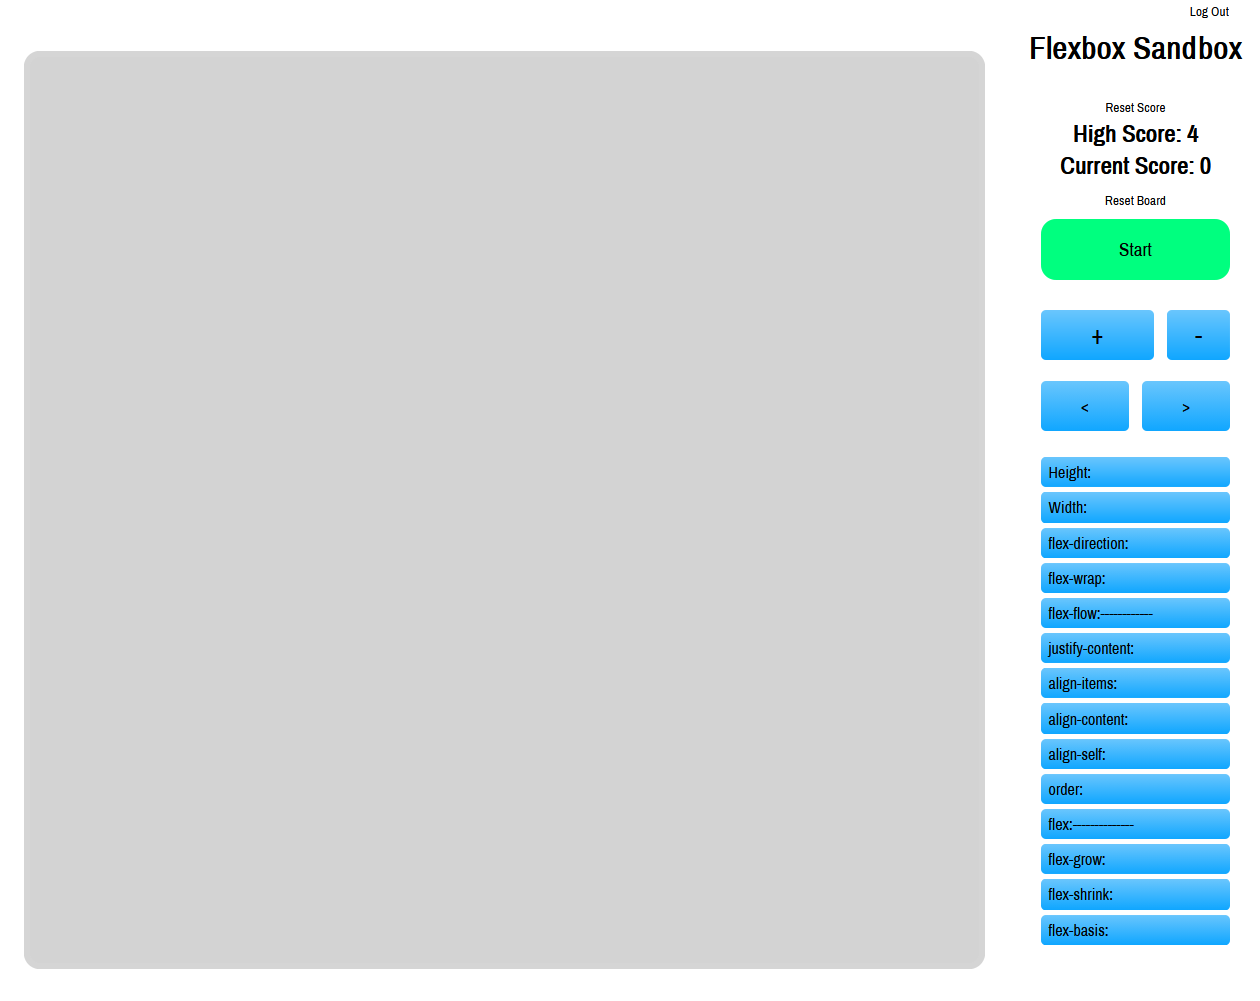 Log Out
Flexbox Sandbox
Reset Score
High Score: 4
Current Score: 0
Reset Board
Start
+ -
< >
Height:
Width:
flex-direction:
flex-wrap:
flex-flow:-------------
justify-content:
align-items:
align-content:
align-self:
order:
flex:---------------
flex-grow:
flex-shrink:
flex-basis: